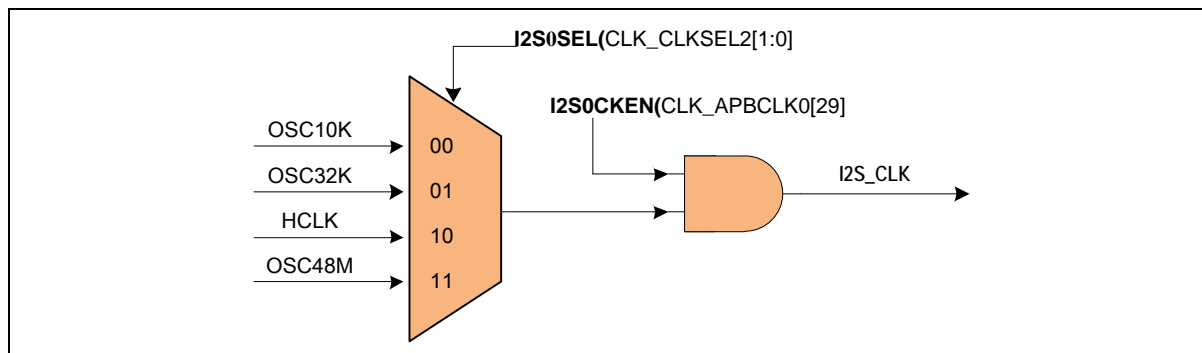 I2S0SEL(CLK_CLKSEL2[1:0]
I2S0CKEN(CLK_APBCLK0[29]
OSC10K
00
OSC32K
01
I2S_CLK
HCLK
10
OSC48M
11